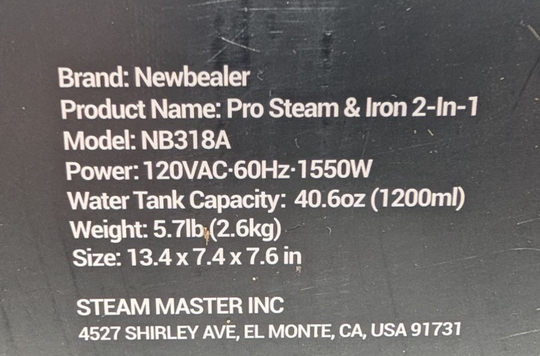 Brand: Newbealer
Product Name: Pro Steam & Iron 2-In-1
Model: NB318A
Power: 120VAC·60Hz·1550W
Water Tank Capacity: 40.6oz (1200ml)
Weight: 5.7lb (2.6kg)
Size: 13.4 x 7.4 x 7.6 in
STEAM MASTER INC
4527 SHIRLEY AVE, EL MONTE, CA, USA 91731